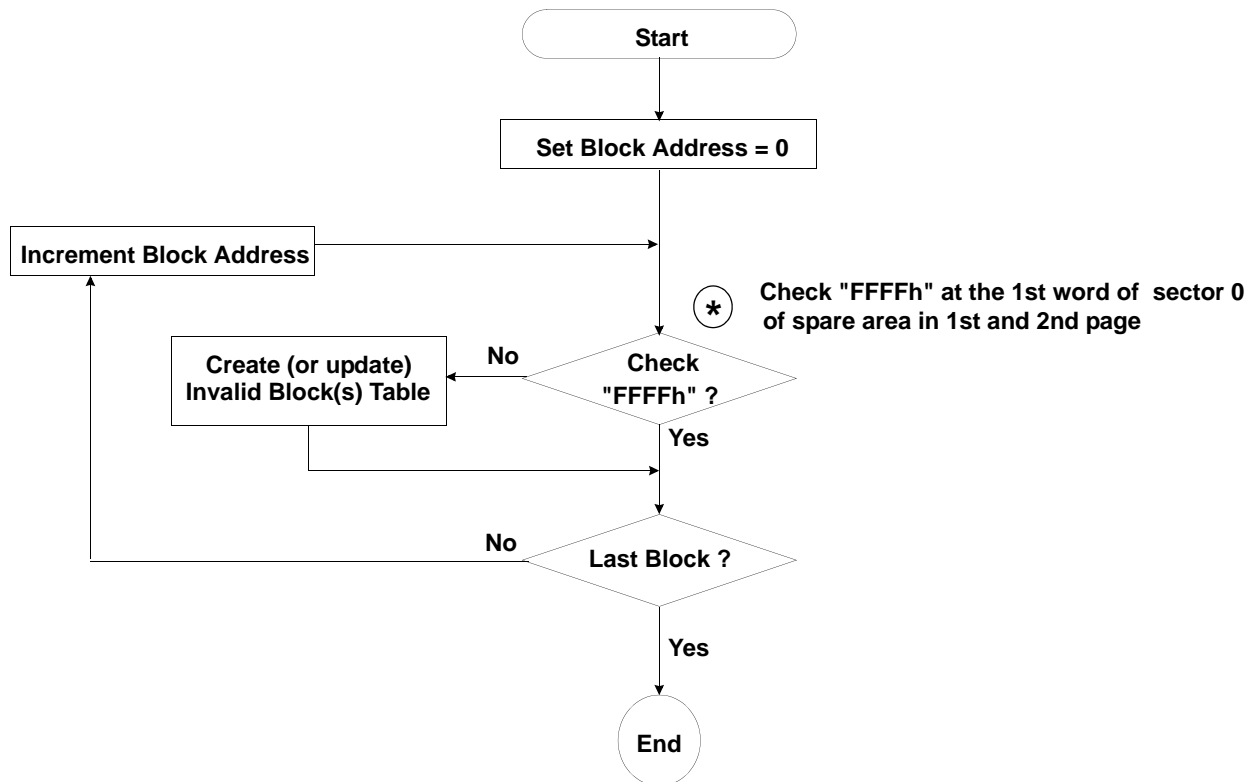 Start
Set Block Address = 0
Increment Block Address
*
Check "FFFFh" at the 1st word of sector 0
of spare area in 1st and 2nd page
Create (or update)
Invalid Block(s) Table
No
Check
"FFFFh" ?
Yes
No
Last Block ?
Yes
End